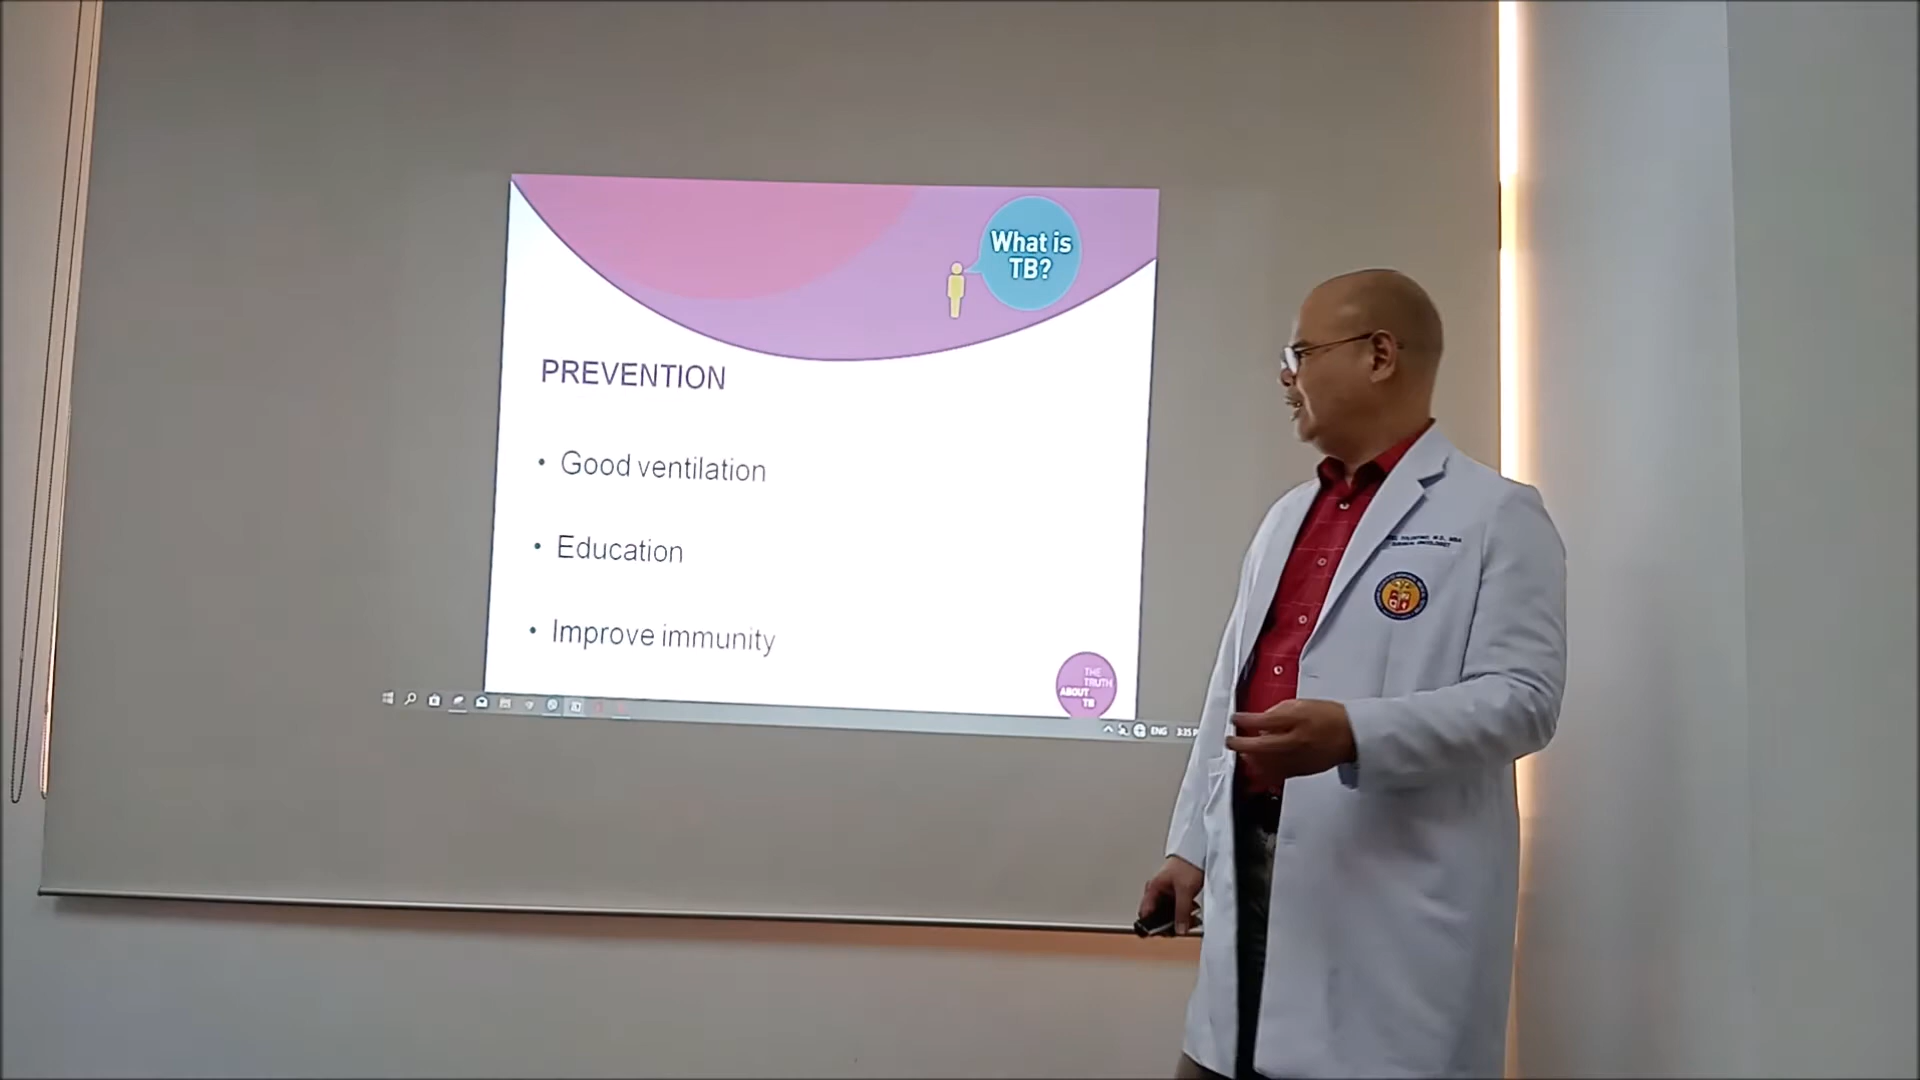 What is
TB?
PREVENTION
• Good ventilation
• Education
• Improve immunity
THE
TRUTH
ABOUT
TB
ENG